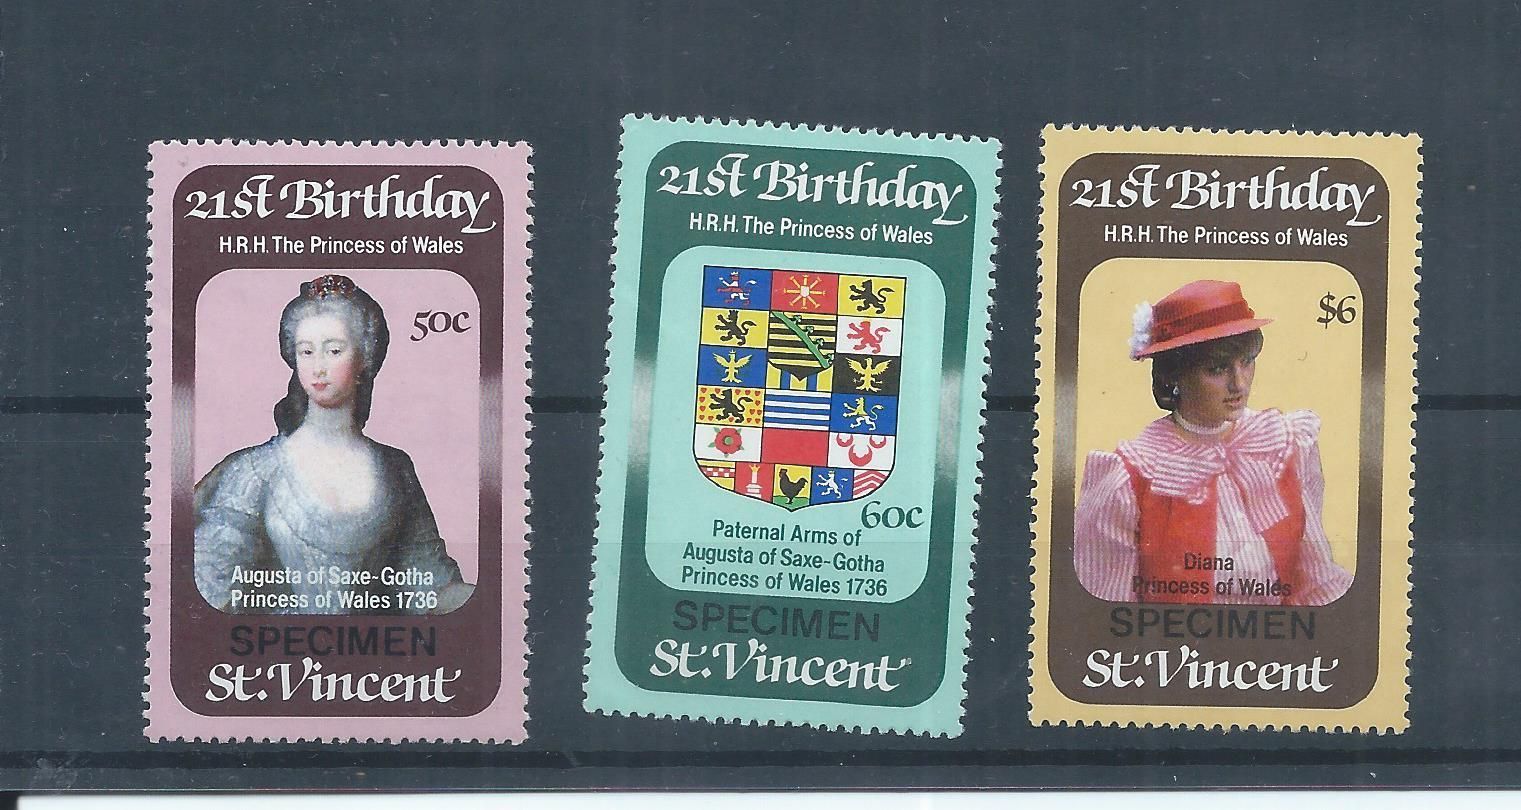 21st Birthday
H.R.H. The Princess of Wales
50c
Augusta of Saxe-Gotha
Princess of Wales 1736
SPECIMEN
St. Vincent
21st Birthday
H.R.H. The Princess of Wales
60c
Paternal Arms of
Augusta of Saxe-Gotha
Princess of Wales 1736
SPECIMEN
St. Vincent
21st Birthday
H.R.H. The Princess of Wales
$6
Diana
Princess of Wales
SPECIMEN
St. Vincent